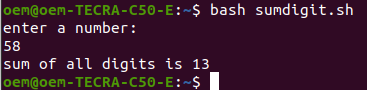 oem@oem-TECRA-C50-E:~$ bash sumdigit.sh
enter a number:
58
sum of all digits is 13
oem@oem-TECRA-C50-E:~$